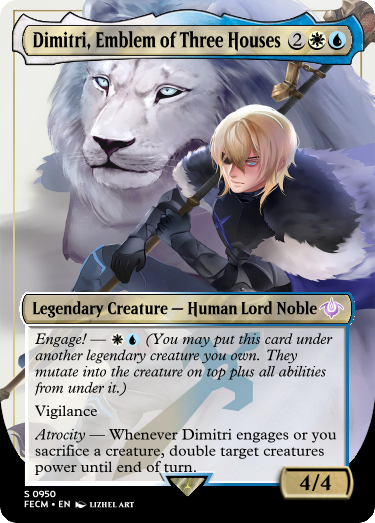 Dimitri, Emblem of Three Houses 2
Legendary Creature — Human Lord Noble
Engage! — (You may put this card under
another legendary creature you own. They
mutate into the creature on top plus all abilities
from under it.)
Vigilance
Atrocity — Whenever Dimitri engages or you
sacrifice a creature, double target creatures
power until end of turn.
4/4
S 0950
FECM • EN LIZHEL ART